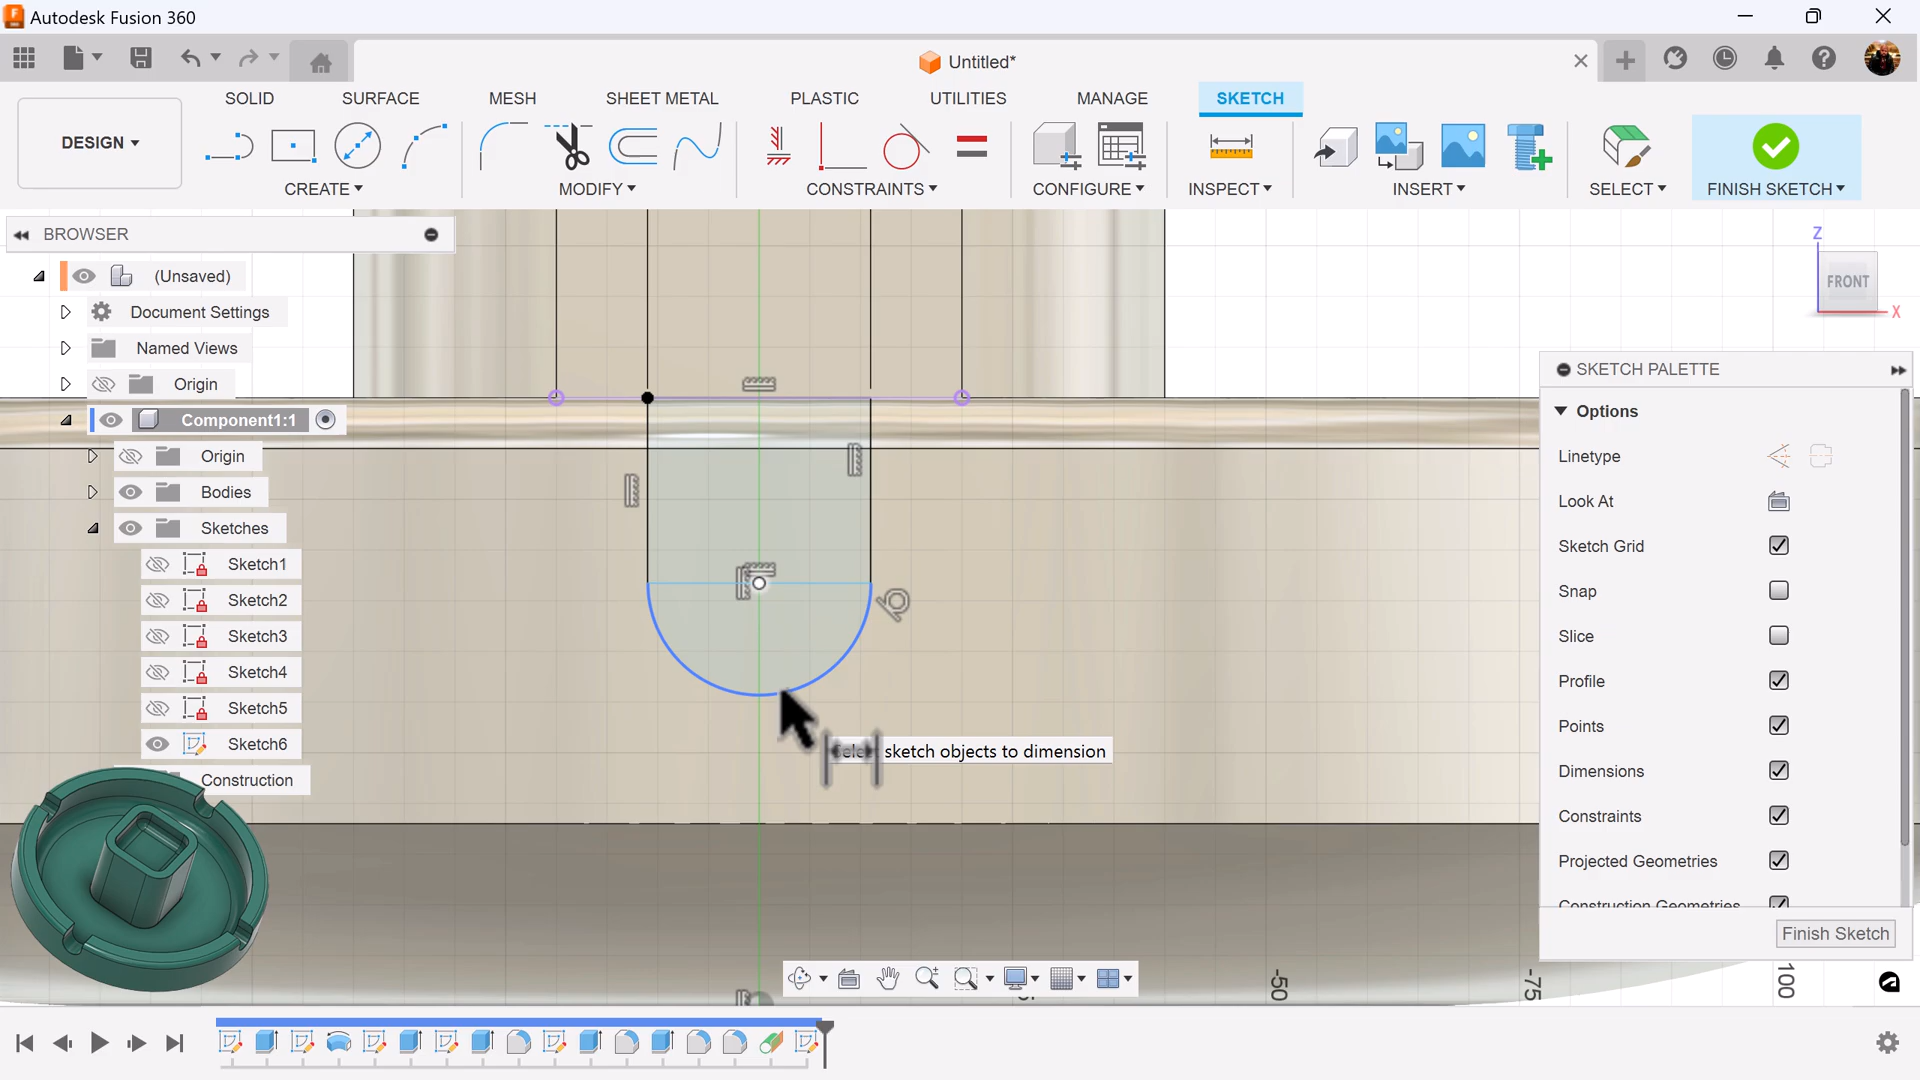 Autodesk Fusion 360
Untitled*
SOLID
SURFACE
MESH
SHEET METAL
PLASTIC
UTILITIES
MANAGE
SKETCH
DESIGN
CREATE
MODIFY
CONSTRAINTS
CONFIGURE
INSPECT
INSERT
SELECT
FINISH SKETCH
BROWSER
(Unsaved)
Document Settings
Named Views
Origin
Component1:1
Origin
Bodies
Sketches
Sketch1
Sketch2
Sketch3
Sketch4
Sketch5
Sketch6
Construction
Z
FRONT
X
sketch objects to dimension
SKETCH PALETTE
Options
Linetype
Look At
Sketch Grid
Snap
Slice
Profile
Points
Dimensions
Constraints
Projected Geometries
Construction Geometries
Finish Sketch
-50
-75
100